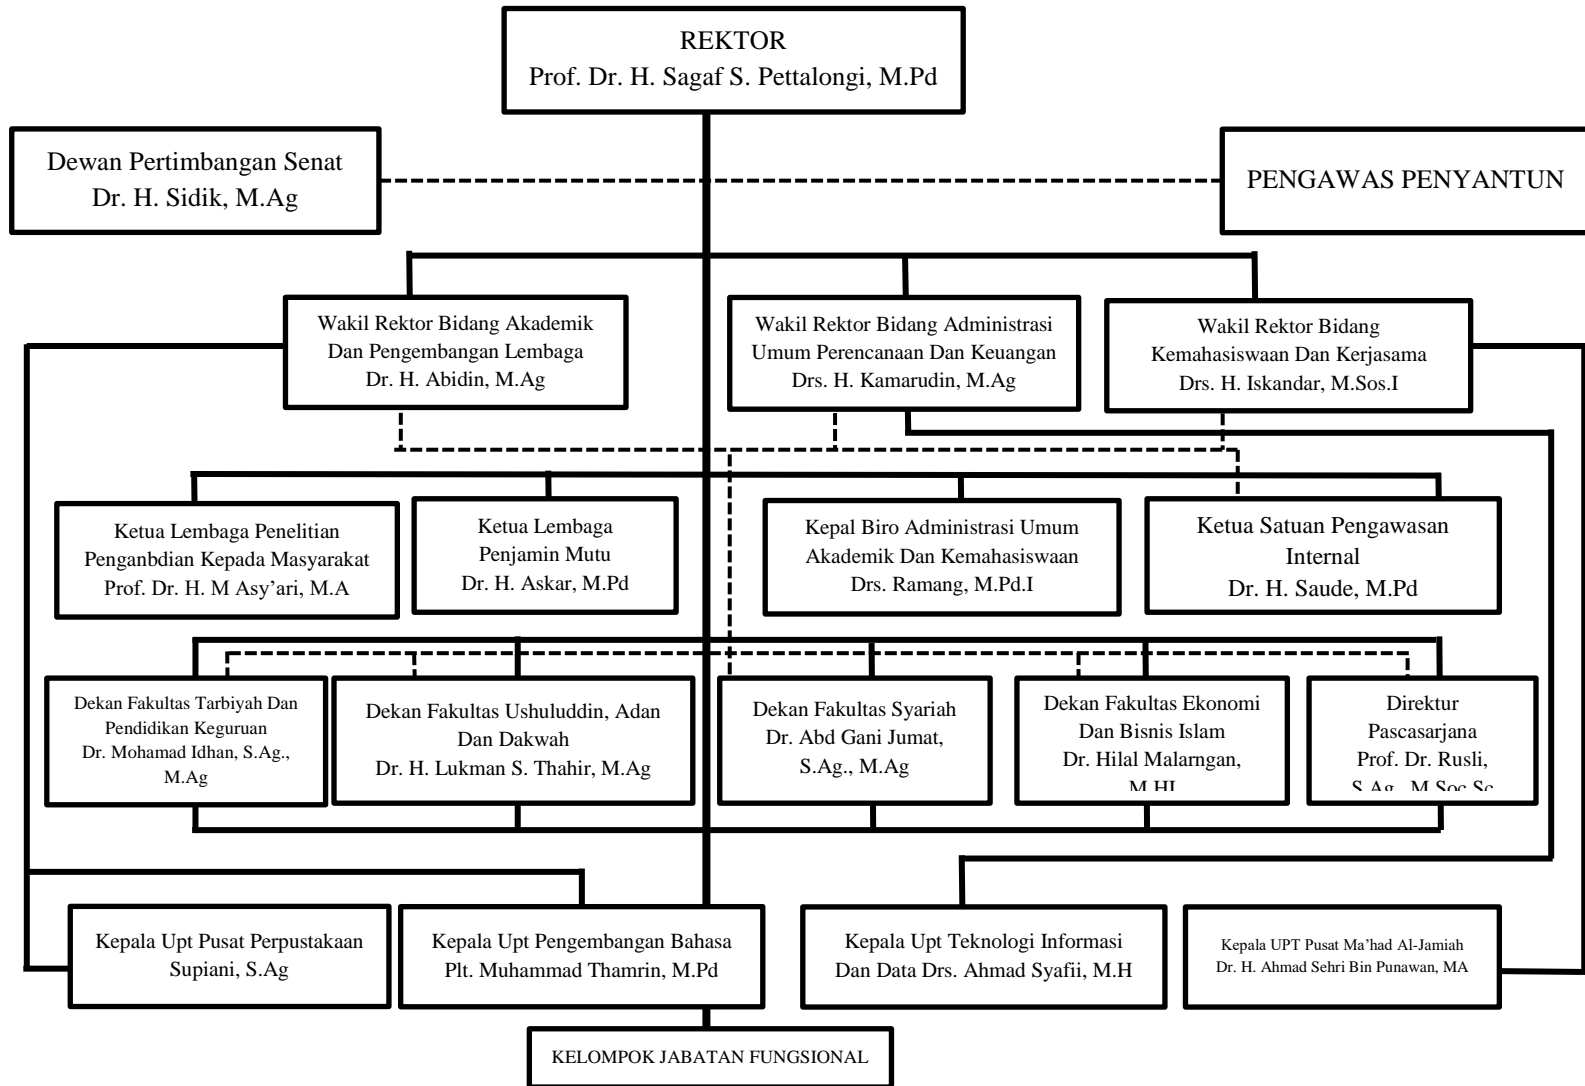 REKTOR
Prof. Dr. H. Sagaf S. Pettalongi, M.Pd
Dewan Pertimbangan Senat
Dr. H. Sidik, M.Ag
PENGAWAS PENYANTUN
Wakil Rektor Bidang Akademik
Dan Pengembangan Lembaga
Dr. H. Abidin, M.Ag
Wakil Rektor Bidang Administrasi
Umum Perencanaan Dan Keuangan
Drs. H. Kamarudin, M.Ag
Wakil Rektor Bidang
Kemahasiswaan Dan Kerjasama
Drs. H. Iskandar, M.Sos.I
Ketua Lembaga Penelitian
Penganbdian Kepada Masyarakat
Prof. Dr. H. M Asy’ari, M.A
Ketua Lembaga
Penjamin Mutu
Dr. H. Askar, M.Pd
Kepal Biro Administrasi Umum
Akademik Dan Kemahasiswaan
Drs. Ramang, M.Pd.I
Ketua Satuan Pengawasan
Internal
Dr. H. Saude, M.Pd
Dekan Fakultas Tarbiyah Dan
Pendidikan Keguruan
Dr. Mohamad Idhan, S.Ag.,
M.Ag
Dekan Fakultas Ushuluddin, Adan
Dan Dakwah
Dr. H. Lukman S. Thahir, M.Ag
Dekan Fakultas Syariah
Dr. Abd Gani Jumat,
S.Ag., M.Ag
Dekan Fakultas Ekonomi
Dan Bisnis Islam
Dr. Hilal Malarngan,
M.HI
Direktur
Pascasarjana
Prof. Dr. Rusli,
S.Ag., M.Soc.Sc
Kepala Upt Pusat Perpustakaan
Supiani, S.Ag
Kepala Upt Pengembangan Bahasa
Plt. Muhammad Thamrin, M.Pd
Kepala Upt Teknologi Informasi
Dan Data Drs. Ahmad Syafii, M.H
Kepala UPT Pusat Ma’had Al-Jamiah
Dr. H. Ahmad Sehri Bin Punawan, MA
KELOMPOK JABATAN FUNGSIONAL